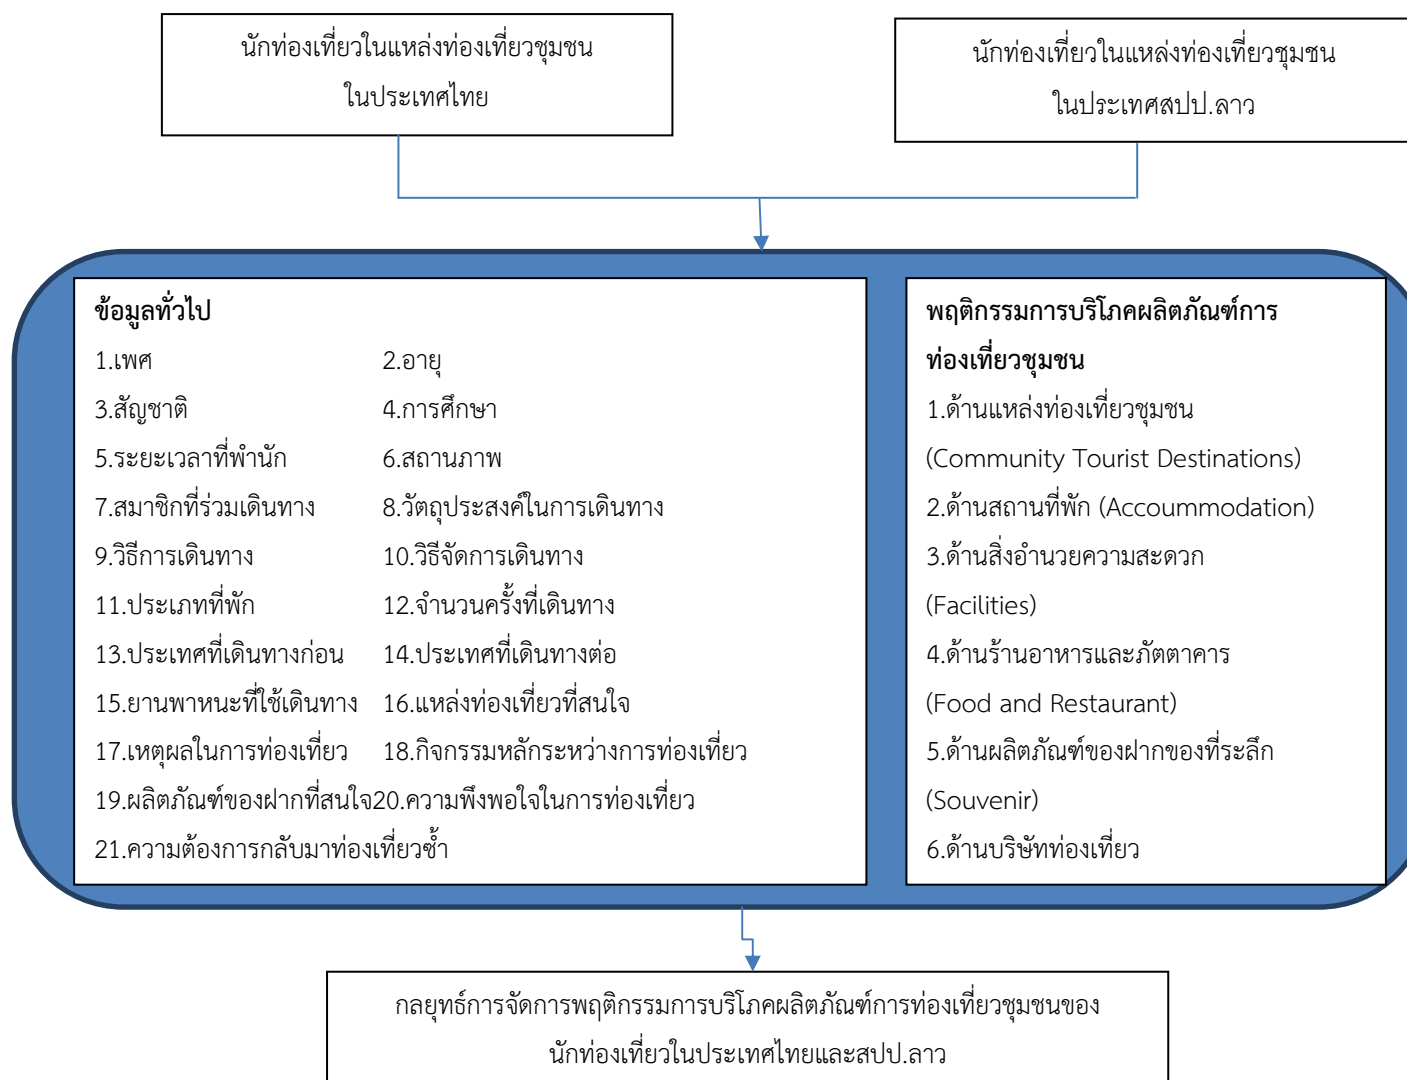 นักท่องเที่ยวในแหล่งท่องเที่ยวชุมชน
ในประเทศไทย
นักท่องเที่ยวในแหล่งท่องเที่ยวชุมชน
ในประเทศสปป.ลาว
ข้อมูลทั่วไป
1.เพศ 2.อายุ
3.สัญชาติ 4.การศึกษา
5.ระยะเวลาที่พำนัก 6.สถานภาพ
7.สมาชิกที่ร่วมเดินทาง 8.วัตถุประสงค์ในการเดินทาง
9.วิธีการเดินทาง 10.วิธีจัดการเดินทาง
11.ประเภทที่พัก 12.จำนวนครั้งที่เดินทาง
13.ประเทศที่เดินทางก่อน 14.ประเทศที่เดินทางต่อ
15.ยานพาหนะที่ใช้เดินทาง 16.แหล่งท่องเที่ยวที่สนใจ
17.เหตุผลในการท่องเที่ยว 18.กิจกรรมหลักระหว่างการท่องเที่ยว
19.ผลิตภัณฑ์ของฝากที่สนใจ20.ความพึงพอใจในการท่องเที่ยว
21.ความต้องการกลับมาท่องเที่ยวซ้ำ
พฤติกรรมการบริโภคผลิตภัณฑ์การ
ท่องเที่ยวชุมชน
1.ด้านแหล่งท่องเที่ยวชุมชน
(Community Tourist Destinations)
2.ด้านสถานที่พัก (Accoummodation)
3.ด้านสิ่งอำนวยความสะดวก
(Facilities)
4.ด้านร้านอาหารและภัตตาคาร
(Food and Restaurant)
5.ด้านผลิตภัณฑ์ของฝากของที่ระลึก
(Souvenir)
6.ด้านบริษัทท่องเที่ยว
กลยุทธ์การจัดการพฤติกรรมการบริโภคผลิตภัณฑ์การท่องเที่ยวชุมชนของ
นักท่องเที่ยวในประเทศไทยและสปป.ลาว